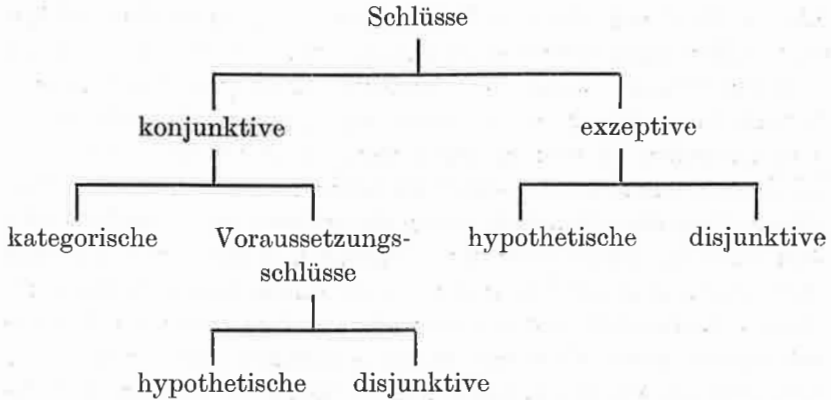 Schlüsse
konjunktive exzeptive
kategorische Voraussetzungs- hypothetische disjunktive
schlüsse
hypothetische disjunktive